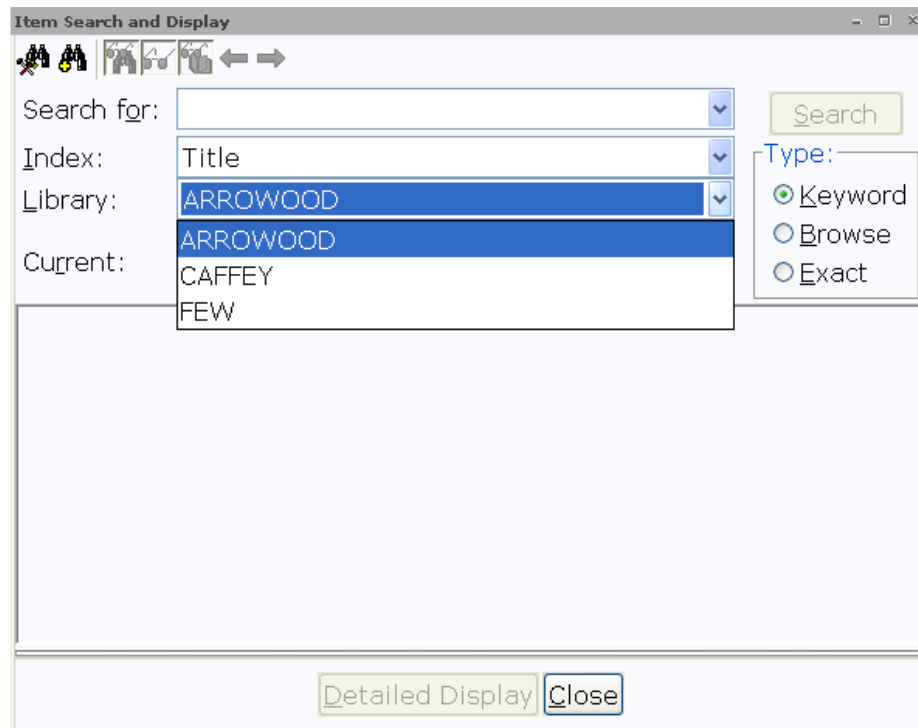 Item Search and Display
Search for:
Search
Index: Title
Type:
Library: ARROWOOD
Keyword
ARROWOOD
Browse
Current:
CAFFEY
Exact
FEW
Detailed Display Close